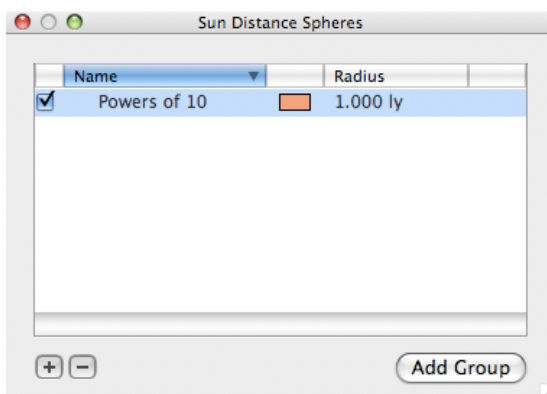 Sun Distance Spheres
Name Radius
Powers of 10 1.000 ly
Add Group